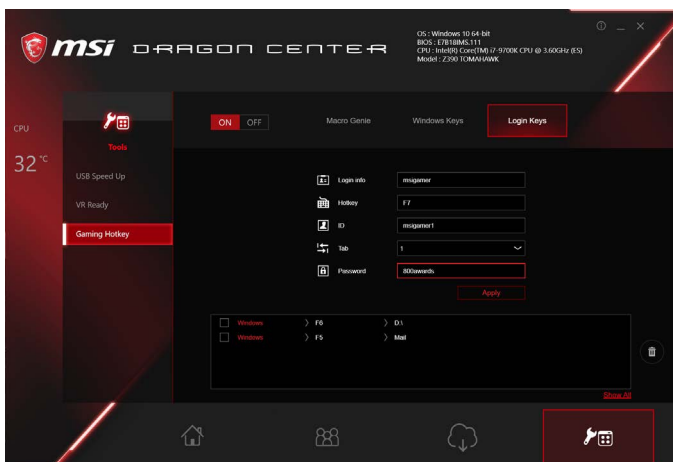 msi DRAGON CENTER
OS : Windows 10 64-bit
BIOS : E7B18IMS.111
CPU : Intel(R) Core(TM) i7-9700K CPU @ 3.60GHz (ES)
Model : Z390 TOMAHAWK
CPU
32°C
Tools
USB Speed Up
VR Ready
Gaming Hotkey
ON OFF
Macro Genie
Windows Keys
Login Keys
Login info msigamer
Hotkey F7
ID msigamer1
Tab 1
Password 800awards
Apply
Windows F6 D:\
Windows F5 Mail
Show All